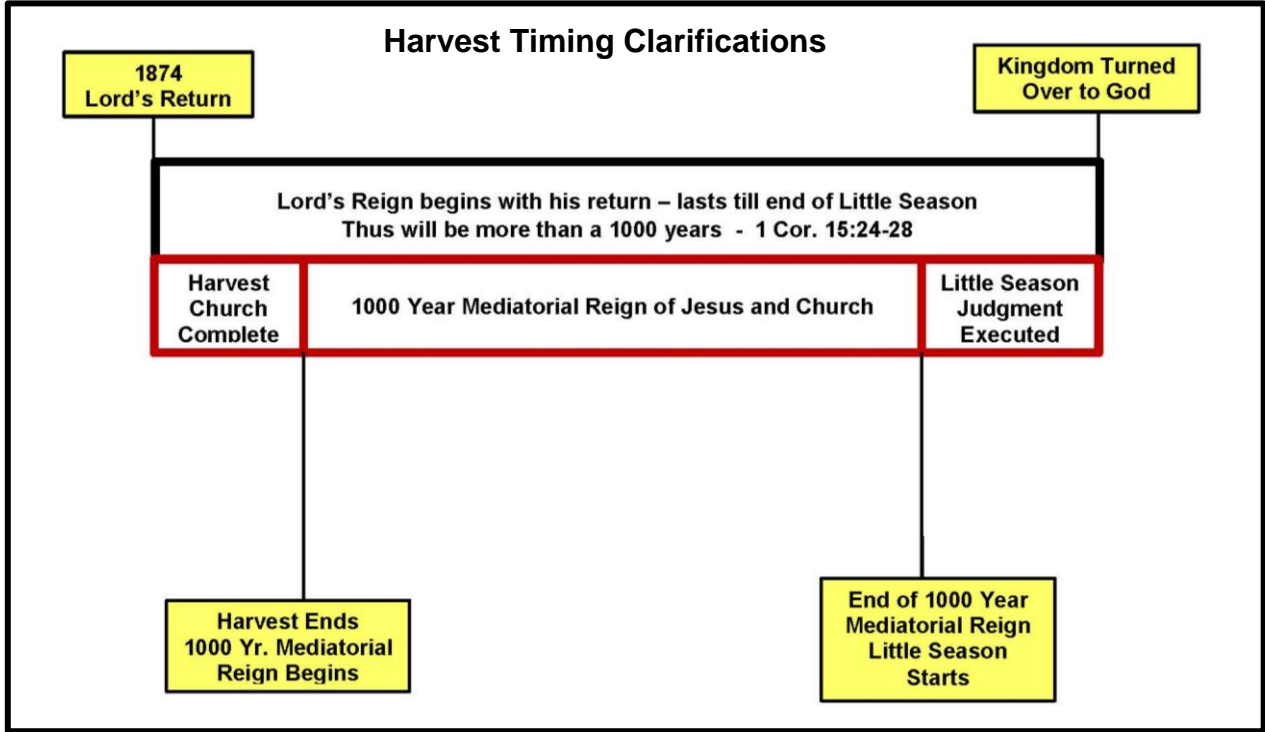 Harvest Timing Clarifications
1874
Lord's Return
Kingdom Turned
Over to God
Lord's Reign begins with his return – lasts till end of Little Season
Thus will be more than a 1000 years - 1 Cor. 15:24-28
Harvest
Church
Complete
1000 Year Mediatorial Reign of Jesus and Church
Little Season
Judgment
Executed
Harvest Ends
1000 Yr. Mediatorial
Reign Begins
End of 1000 Year
Mediatorial Reign
Little Season
Starts